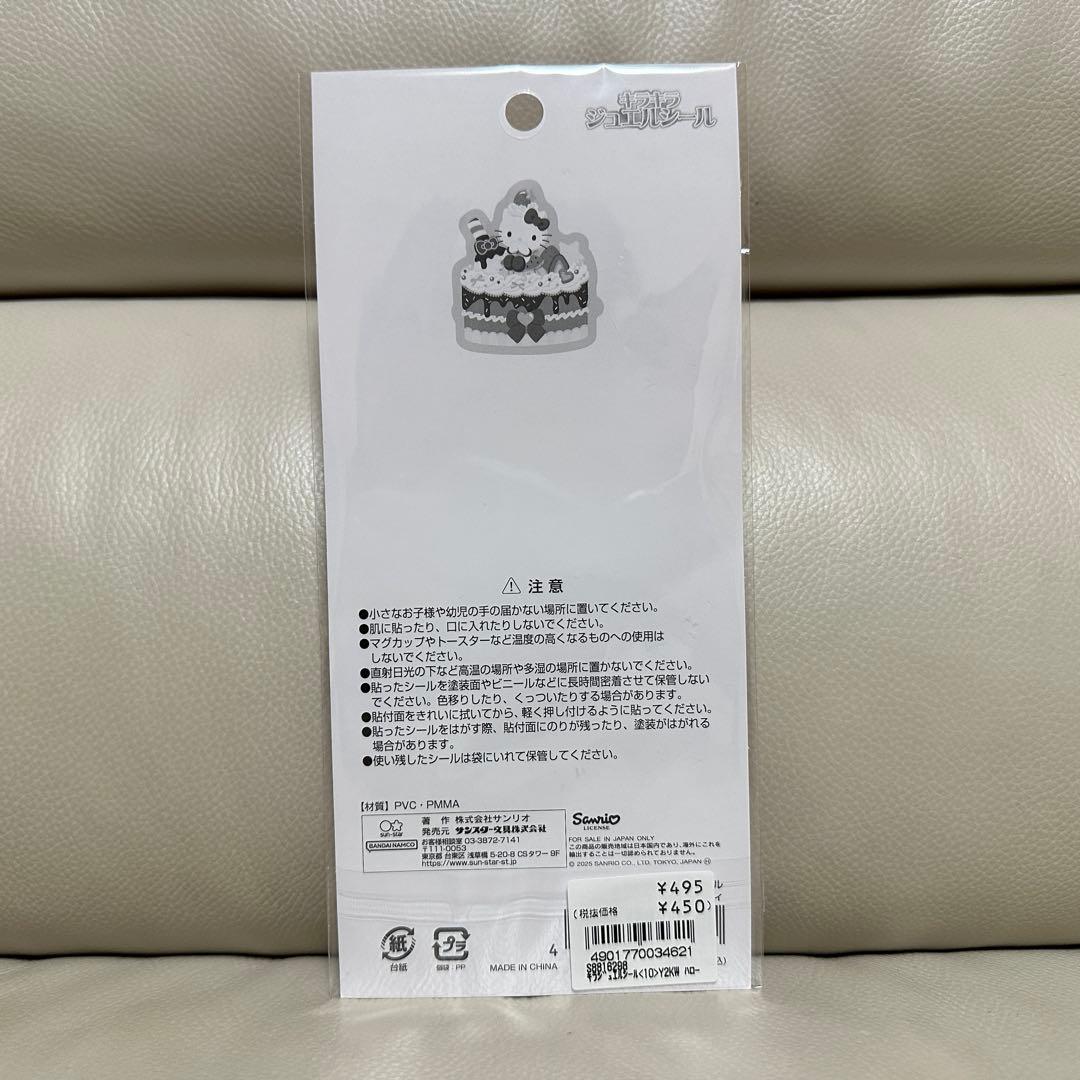 キラキラ
ジュエルシール
注意
●小さなお子様や幼児の手の届かない場所に置いてください。
●肌に貼ったり、口に入れたりしないでください。
●マグカップやトースターなど温度の高くなるものへの使用は
しないでください。
●直射日光の下など高温の場所や多湿の場所に置かないでください。
●貼ったシールを塗装面やビニールなどに長時間密着させて保管しない
でください。色移りしたり、くっついたりする場合があります。
●貼付面をきれいに拭いてから、軽く押し付けるように貼ってください。
●貼ったシールをはがす際、貼付面にのりが残ったり、塗装がはがれる
場合があります。
●使い残したシールは袋にいれて保管してください。
【材質】PVC・PMMA
sun-star
BANDAI NAMCO
著 作 株式会社サンリオ
発売元 サンスター文具株式会社
お客様相談室 03-3872-7141
〒111-0053
東京都 台東区 浅草橋 5-20-8 CSタワー 9F
https://www.sun-star-st.jp
Sanrio
LICENSE
FOR SALE IN JAPAN ONLY
この商品の販売地域は日本国内であり、海外にこれを
輸出することは一切認められておりません。
© 2025 SANRIO CO., LTD. TOKYO, JAPAN Ⓗ
紙
台紙
プラ
個袋:PP
4
MADE IN CHINA
¥495
(税抜価格 ¥450)
4901770034621
S8816298
ｷﾗｼﾞｭｴﾙｼｰﾙ<10>Y2KW ﾊﾛｰ